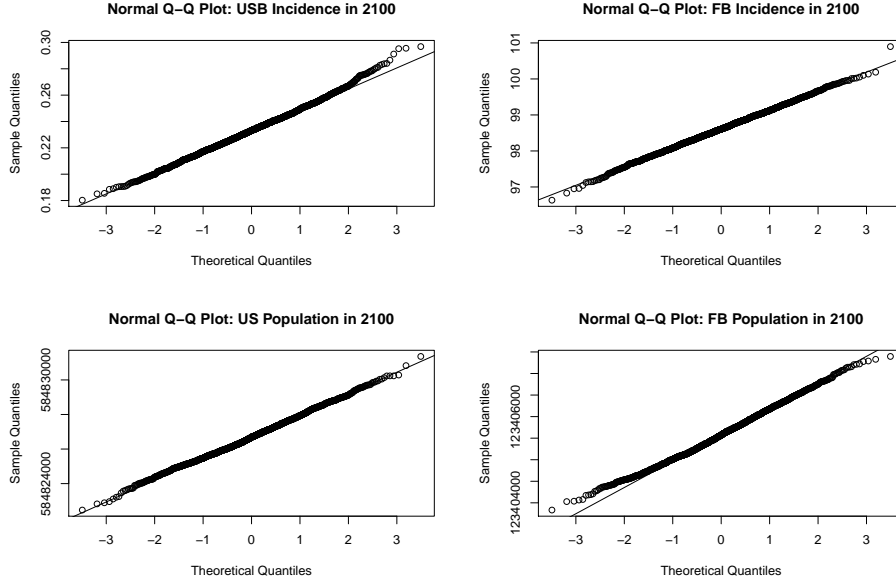 Normal Q−Q Plot: USB Incidence in 2100
Sample Quantiles
0.30
0.26
0.22
0.18
−3 −2 −1 0 1 2 3
Theoretical Quantiles
Normal Q−Q Plot: FB Incidence in 2100
Sample Quantiles
101
100
99
98
97
−3 −2 −1 0 1 2 3
Theoretical Quantiles
Normal Q−Q Plot: US Population in 2100
Sample Quantiles
584830000
584824000
−3 −2 −1 0 1 2 3
Theoretical Quantiles
Normal Q−Q Plot: FB Population in 2100
Sample Quantiles
123406000
123404000
−3 −2 −1 0 1 2 3
Theoretical Quantiles